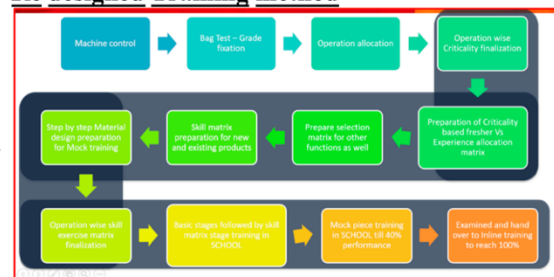 Re designed Training method
Machine control
Bag Test – Grade
fixation
Operation allocation
Operation wise
Criticality finalization
Preparation of Criticality
based fresher Vs
Experience allocation
matrix
Prepare selection
matrix for other
functions as well
Skill matrix
preparation for new
and existing products
Step by step Material
design preparation
for Mock training
Operation wise skill
exercise matrix
finalization
Basic stages followed by skill
matrix stage training in
SCHOOL
Mock piece training
in SCHOOL till 40%
performance
Examined and hand
over to Inline training
to reach 100%